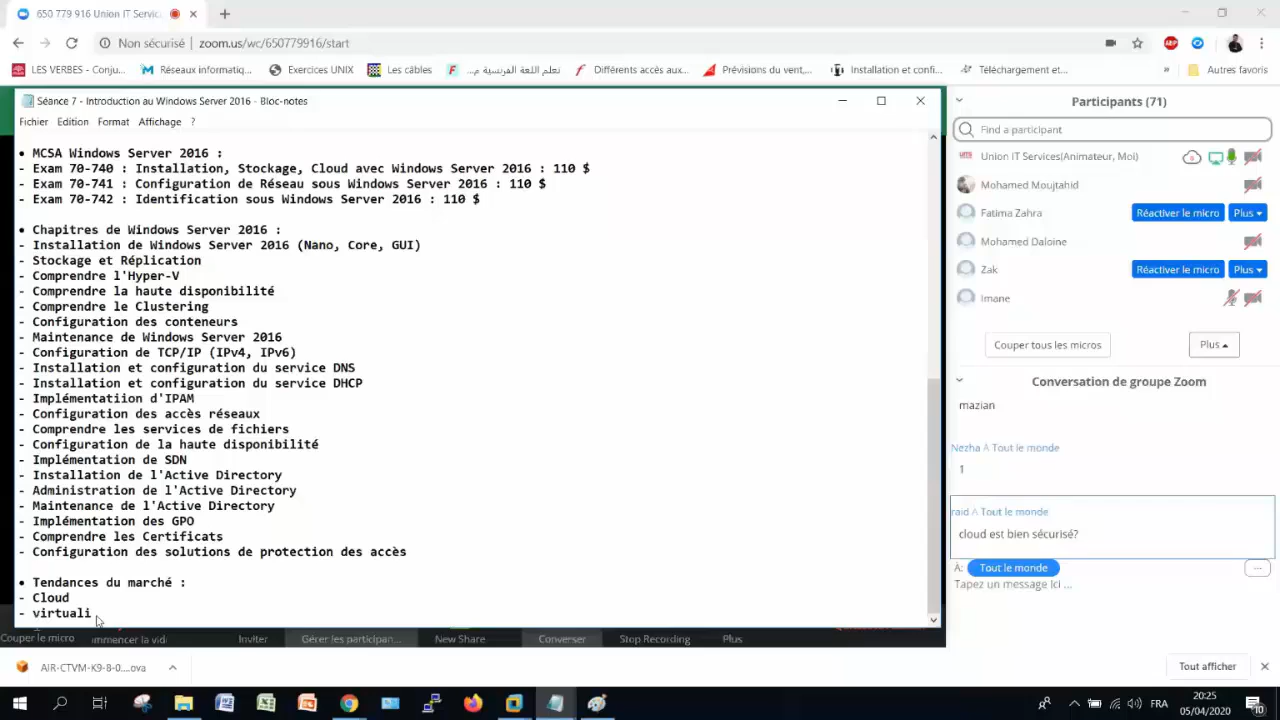 650 779 916 Union IT Servic
Non sécurisé
zoom.us/wc/650779916/start
LES VERBES - Conju...
Réseaux informatiq...
Exercices UNIX
Les câbles
تعلم اللغة الفرنسية م...
Différents accès aux...
Prévisions du vent,...
Installation et confi...
Téléchargement et...
»
Autres favoris
Séance 7 - Introduction au Windows Server 2016 - Bloc-notes
Fichier Edition Format Affichage ?
• MCSA Windows Server 2016 :
- Exam 70-740 : Installation, Stockage, Cloud avec Windows Server 2016 : 110 $
- Exam 70-741 : Configuration de Réseau sous Windows Server 2016 : 110 $
- Exam 70-742 : Identification sous Windows Server 2016 : 110 $
• Chapitres de Windows Server 2016 :
- Installation de Windows Server 2016 (Nano, Core, GUI)
- Stockage et Réplication
- Comprendre l'Hyper-V
- Comprendre la haute disponibilité
- Comprendre le Clustering
- Configuration des conteneurs
- Maintenance de Windows Server 2016
- Configuration de TCP/IP (IPv4, IPv6)
- Installation et configuration du service DNS
- Installation et configuration du service DHCP
- Implémentatiion d'IPAM
- Configuration des accès réseaux
- Comprendre les services de fichiers
- Configuration de la haute disponibilité
- Implémentation de SDN
- Installation de l'Active Directory
- Administration de l'Active Directory
- Maintenance de l'Active Directory
- Implémentation des GPO
- Comprendre les Certificats
- Configuration des solutions de protection des accès
• Tendances du marché :
- Cloud
- virtuali
Participants (71)
Find a participant
Union IT Services(Animateur, Moi)
Mohamed Moujtahid
Fatima Zahra Réactiver le micro Plus
Mohamed Daloine
Zak Réactiver le micro Plus
Imane
Couper tous les micros Plus
Conversation de groupe Zoom
mazian
Nezha À Tout le monde
1
raid À Tout le monde
cloud est bien sécurisé?
À: Tout le monde ...
Tapez un message ici ...
Couper le micro
mmencer la vid
Inviter
Gérer les participan...
New Share
Converser
Stop Recording
Plus
AIR-CTVM-K9-8-0....ova
Tout afficher
FRA
20:25
05/04/2020
10